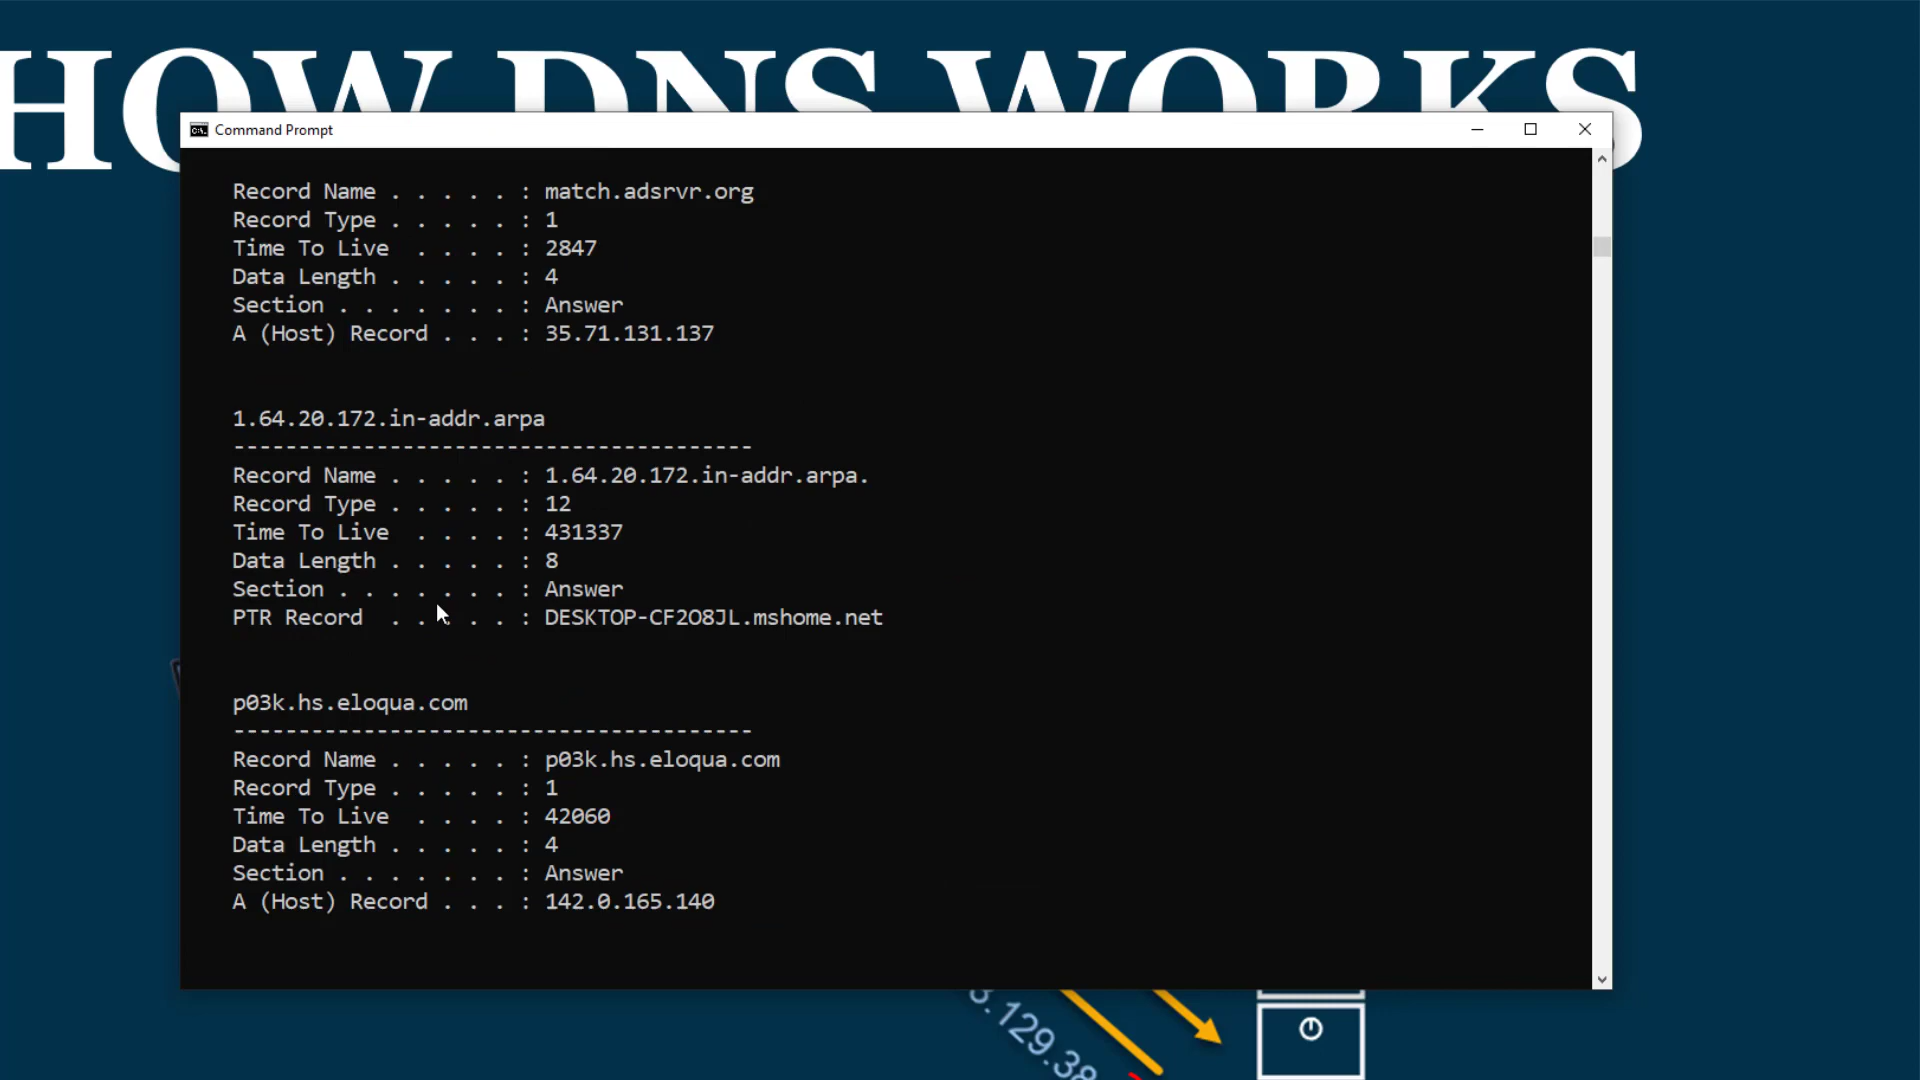 HOW DNS WORKS
Command Prompt
Record Name . . . . . : match.adsrvr.org
Record Type . . . . . : 1
Time To Live  . . . . : 2847
Data Length . . . . . : 4
Section . . . . . . . : Answer
A (Host) Record . . . : 35.71.131.137
1.64.20.172.in-addr.arpa
----------------------------------------
Record Name . . . . . : 1.64.20.172.in-addr.arpa.
Record Type . . . . . : 12
Time To Live  . . . . : 431337
Data Length . . . . . : 8
Section . . . . . . . : Answer
PTR Record  . . . . . : DESKTOP-CF2O8JL.mshome.net
p03k.hs.eloqua.com
----------------------------------------
Record Name . . . . . : p03k.hs.eloqua.com
Record Type . . . . . : 1
Time To Live  . . . . : 42060
Data Length . . . . . : 4
Section . . . . . . . : Answer
A (Host) Record . . . : 142.0.165.140